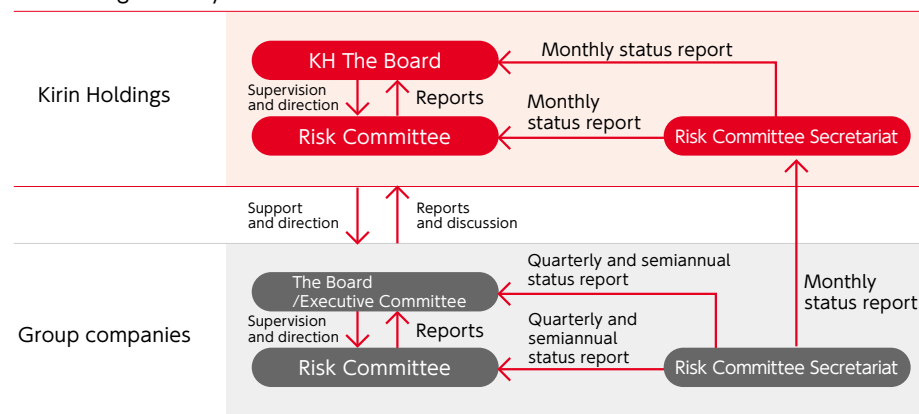 Kirin Holdings
KH The Board
Monthly status report
Supervision
and direction
Reports
Monthly
status report
Risk Committee
Risk Committee Secretariat
Support
and direction
Reports
and discussion
Group companies
The Board
/Executive Committee
Quarterly and semiannual
status report
Monthly
status report
Supervision
and direction
Reports
Quarterly and
semiannual
status report
Risk Committee
Risk Committee Secretariat